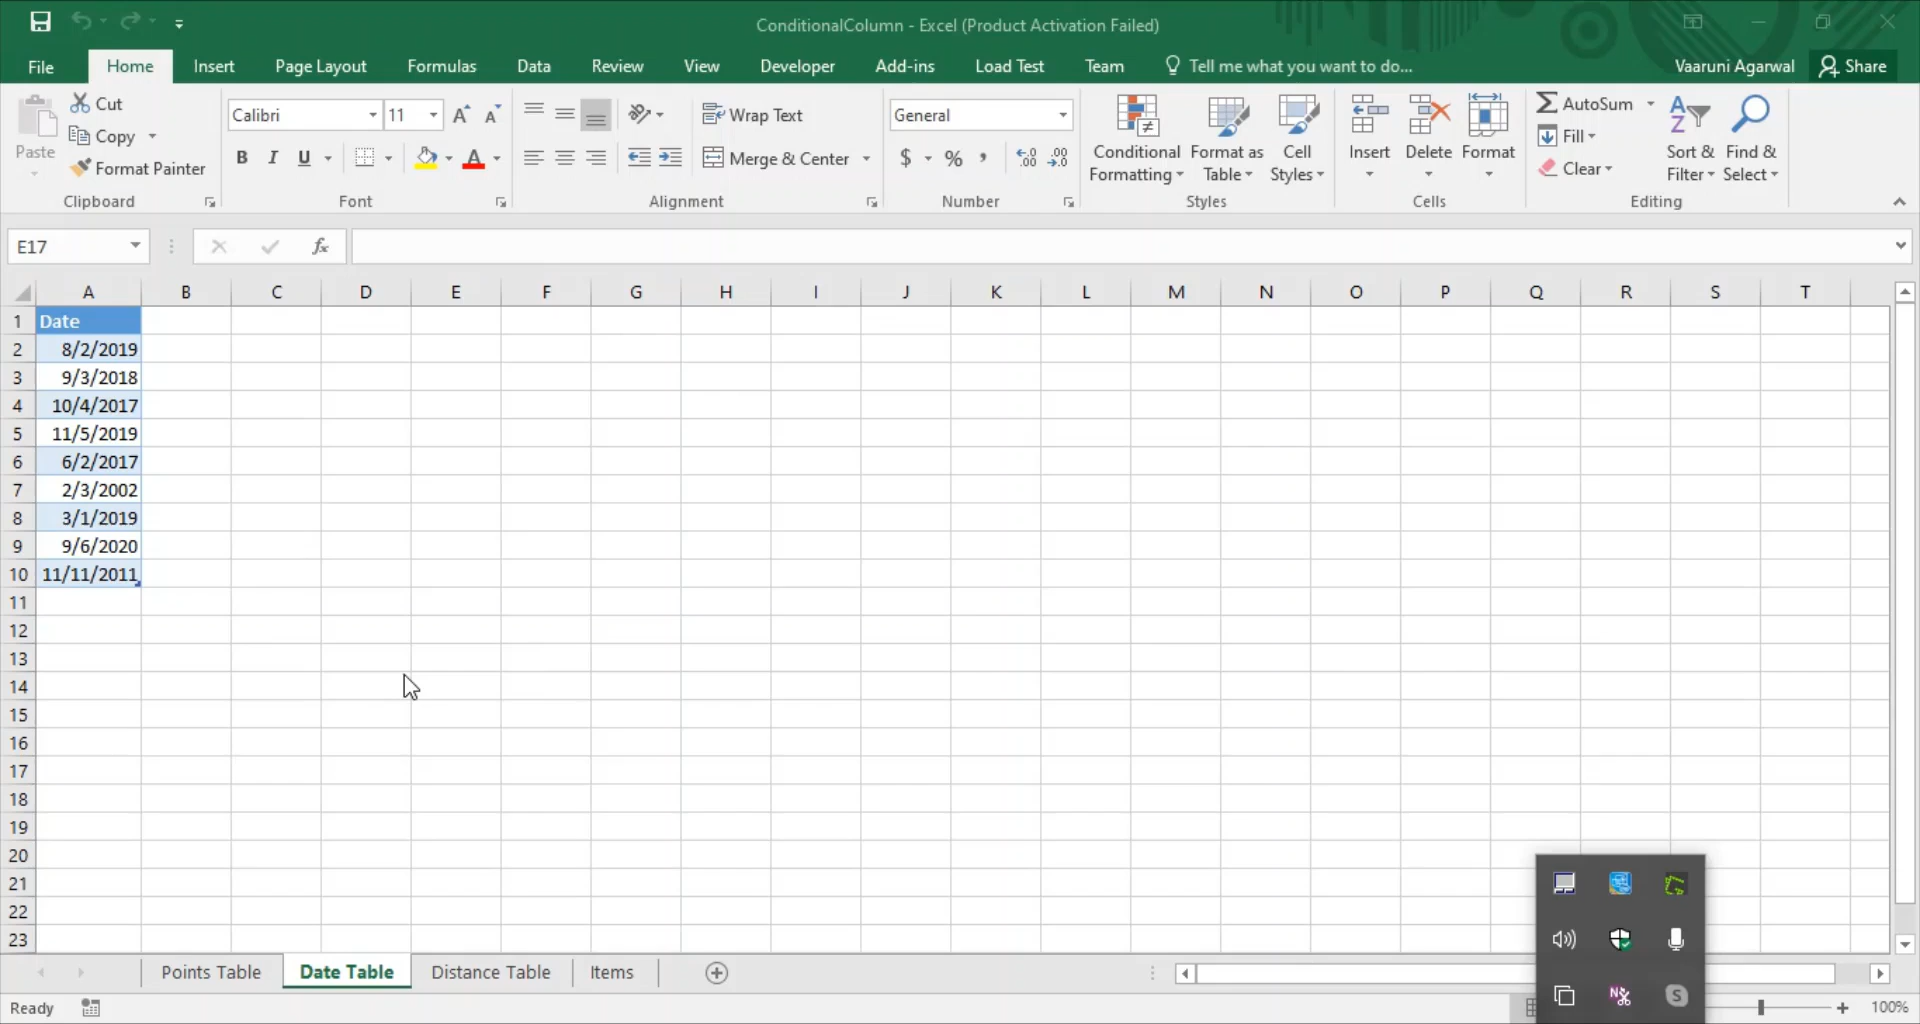 ConditionalColumn - Excel (Product Activation Failed)
File Home Insert Page Layout Formulas Data Review View Developer Add-ins Load Test Team Tell me what you want to do... Vaaruni Agarwal Share
Paste
Cut
Copy
Format Painter
Clipboard
Calibri 11
A A
B I U A
Font
Wrap Text
Merge & Center
Alignment
General
$ % ,
Number
Conditional Formatting
Format as Table
Cell Styles
Styles
Insert Delete Format
Cells
AutoSum
Fill
Clear
Sort & Filter
Find & Select
Editing
E17 fx
A B C D E F G H I J K L M N O P Q R S T
1 Date
2 8/2/2019
3 9/3/2018
4 10/4/2017
5 11/5/2019
6 6/2/2017
7 2/3/2002
8 3/1/2019
9 9/6/2020
10 11/11/2011
11
12
13
14
15
16
17
18
19
20
21
22
23
Points Table Date Table Distance Table Items
Ready 100%